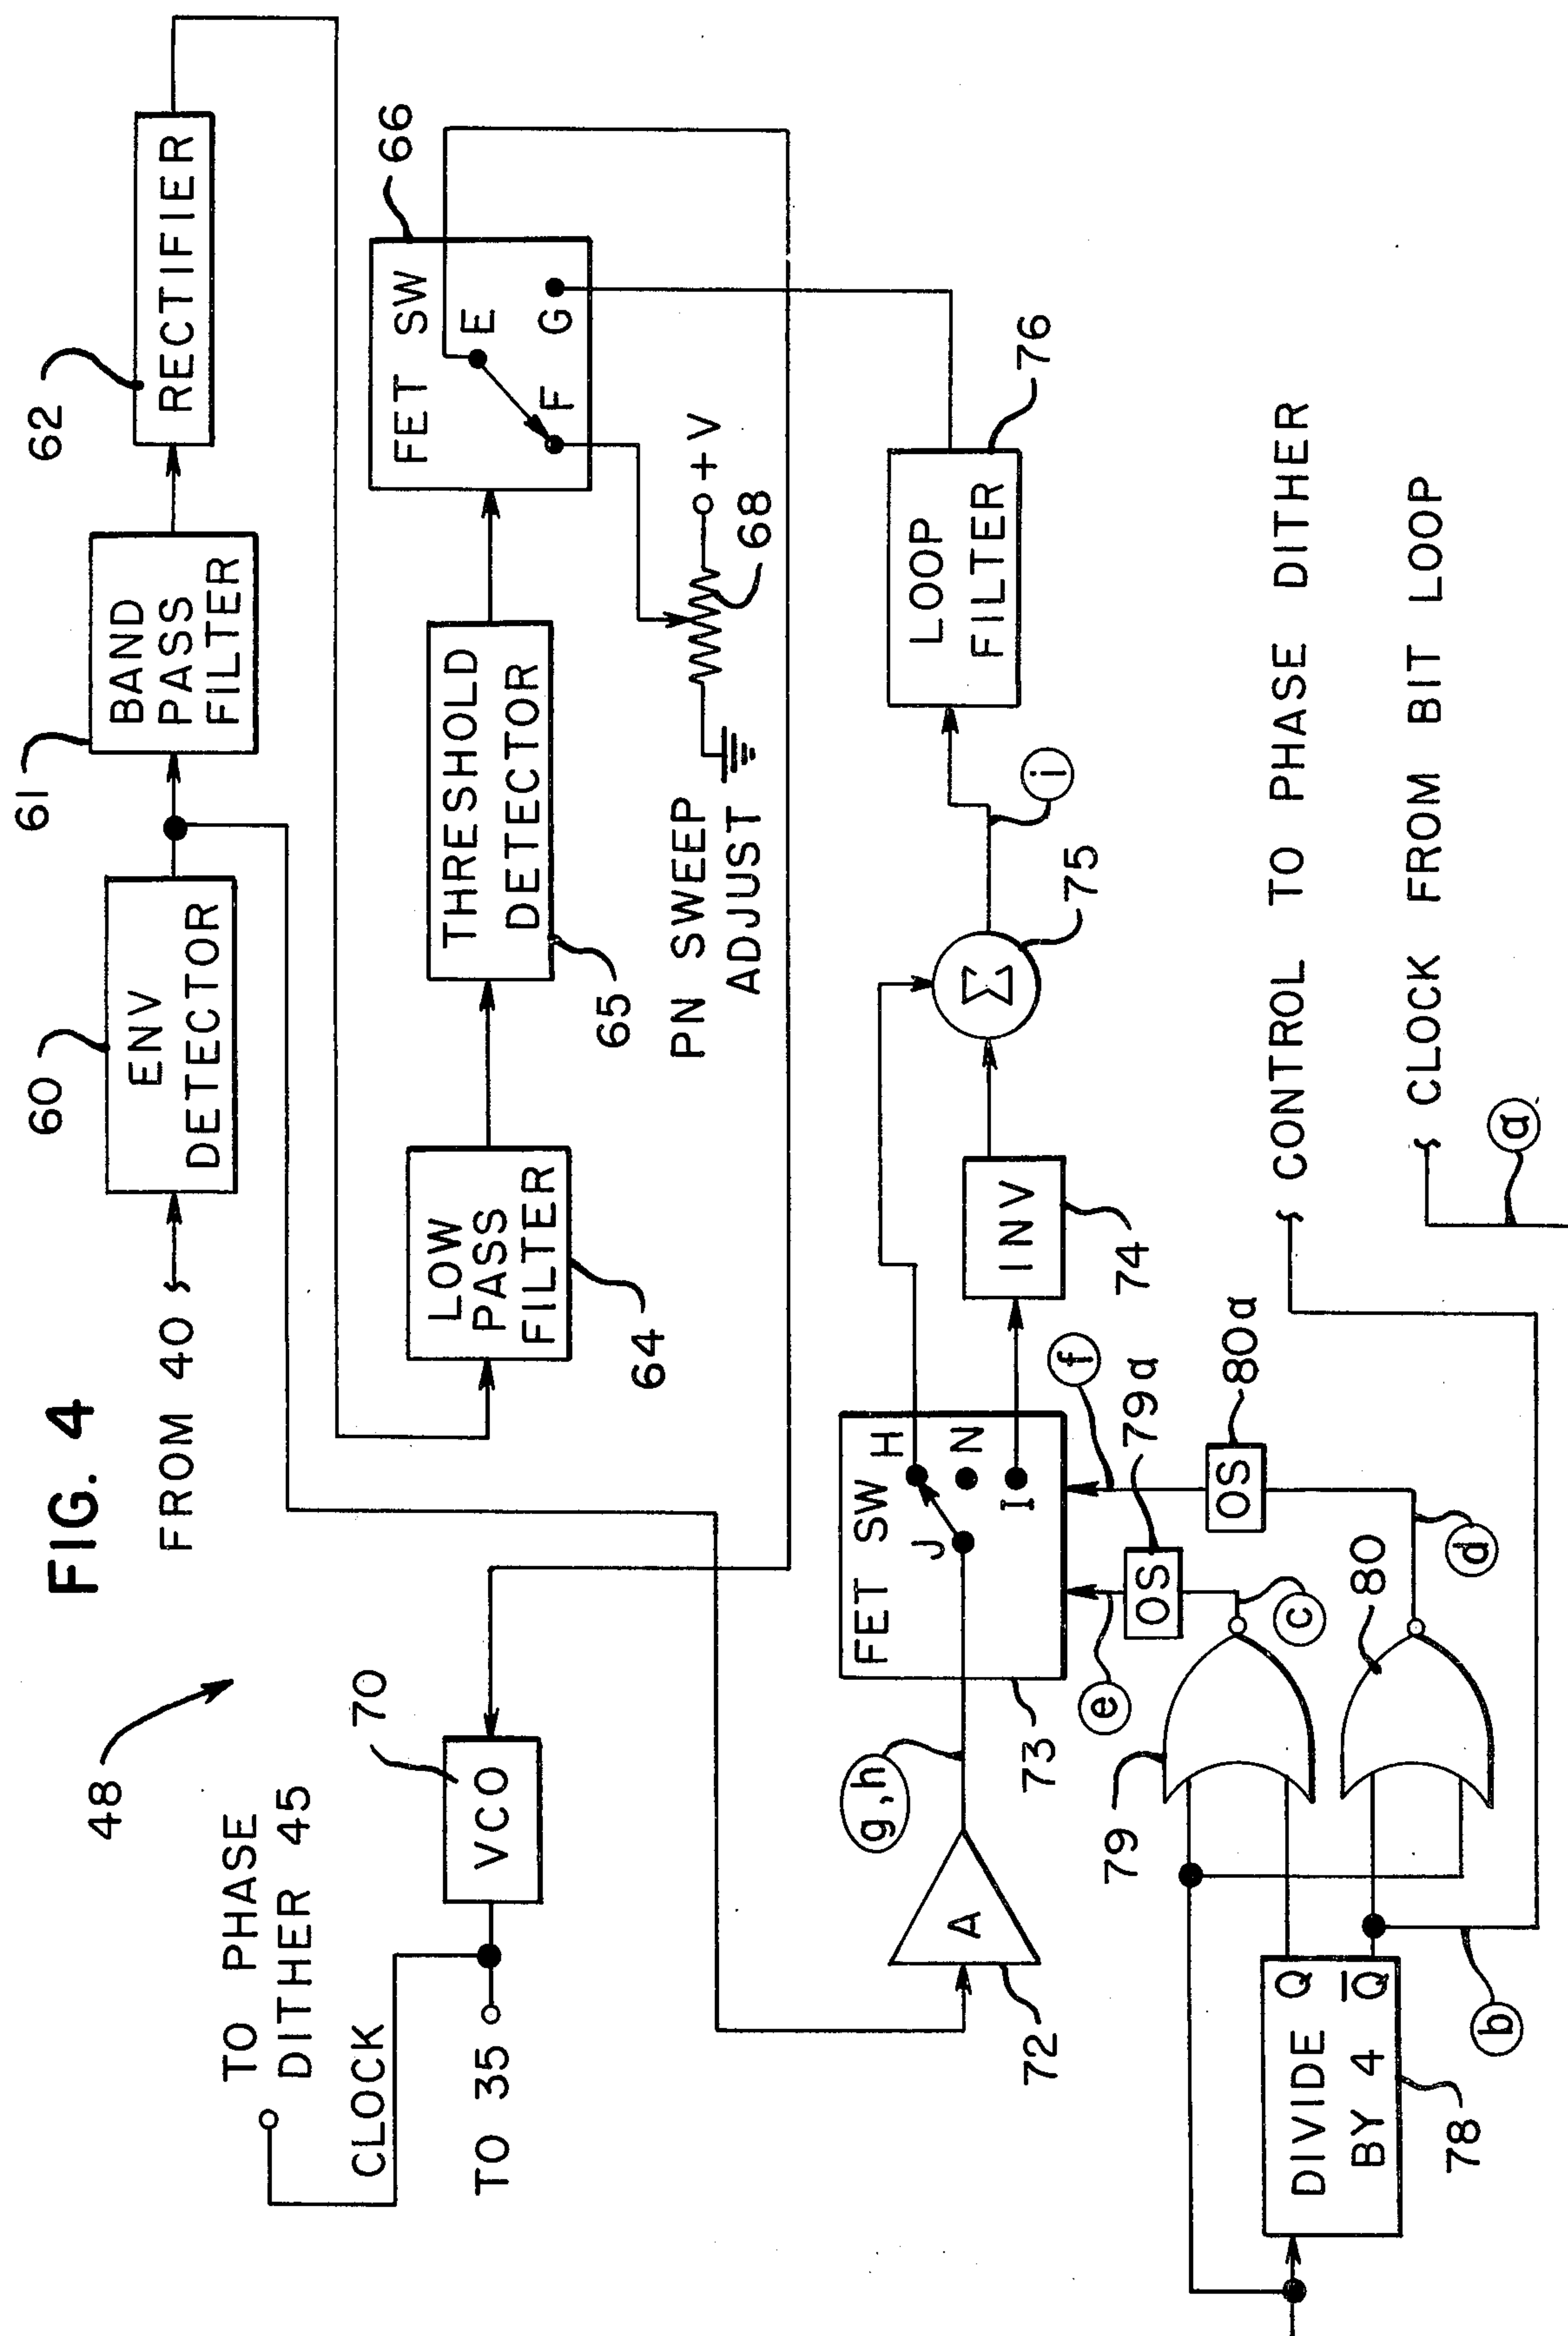 FIG. 4
48
FROM 40
60
ENV
DETECTOR
61
BAND
PASS
FILTER
62
RECTIFIER
LOW
PASS
FILTER
64
THRESHOLD
DETECTOR
65
FET SW
66
E
F
G
PN SWEEP
ADJUST
+V
68
TO PHASE
DITHER 45
CLOCK
TO 35
VCO
70
A
72
g,h
FET SW
73
J
H
N
I
INV
74
Σ
75
i
LOOP
FILTER
76
e
OS
79a
f
OS
80a
c
d
79
80
DIVIDE
BY 4
Q
Q̅
78
b
CONTROL TO PHASE DITHER
CLOCK FROM BIT LOOP
a